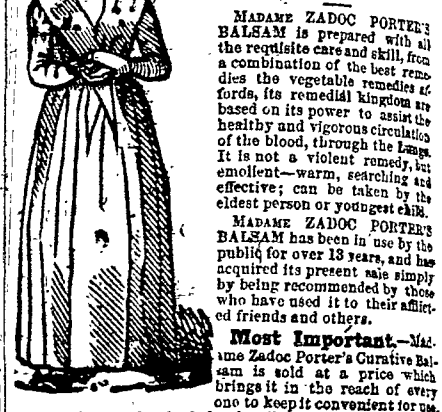 MADAME ZADOC PORTER'S
BALSAM is prepared with all
the requisite care and skill, from
a combination of the best reme-
dies the vegetable remedies af-
fords, its remedial kingdom are
based on its power to assist the
healthy and vigorous circulation
of the blood, through the Lungs.
It is not a violent remedy, but
emollent—warm, searching and
effective; can be taken by the
eldest person or youngest child.
MADAME ZADOC PORTER'S
BALSAM has been in use by the
public for over 13 years, and has
acquired its present sale simply
by being recommended by those
who have used it to their afflict-
ed friends and others.
Most Important.—Mad-
ame Zadoc Porter's Curative Bal-
sam is sold at a price which
brings it in the reach of every
one to keep it convenient for